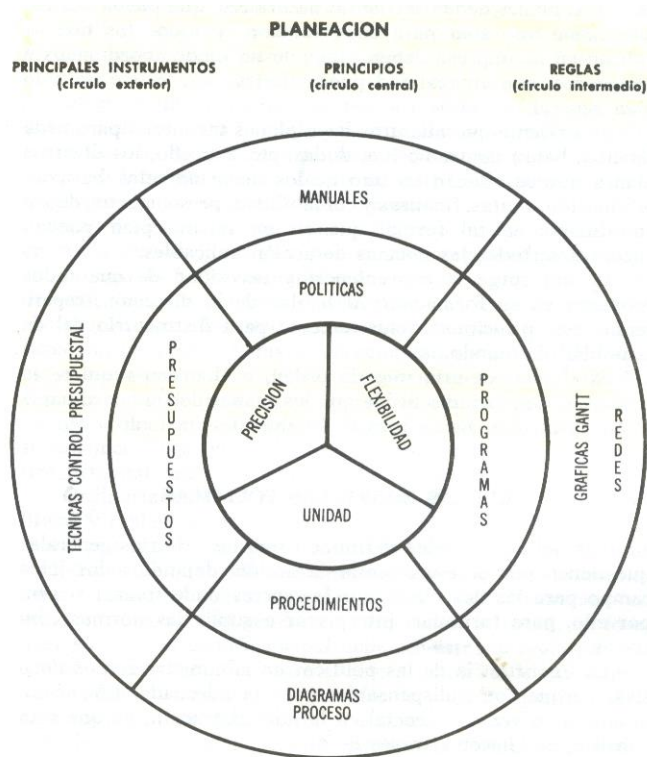 PLANEACION
PRINCIPALES INSTRUMENTOS
(círculo exterior)
PRINCIPIOS
(círculo central)
REGLAS
(círculo intermedio)
MANUALES
POLITÍCAS
TECNICAS CONTROL PRESUPUESTAL
PRESUPUESTOS
PRECISION
FLEXIBILIDAD
UNIDAD
PROGRAMAS
GRAFICAS GANTT
REDES
PROCEDIMIENTOS
DIAGRAMAS
PROCESO